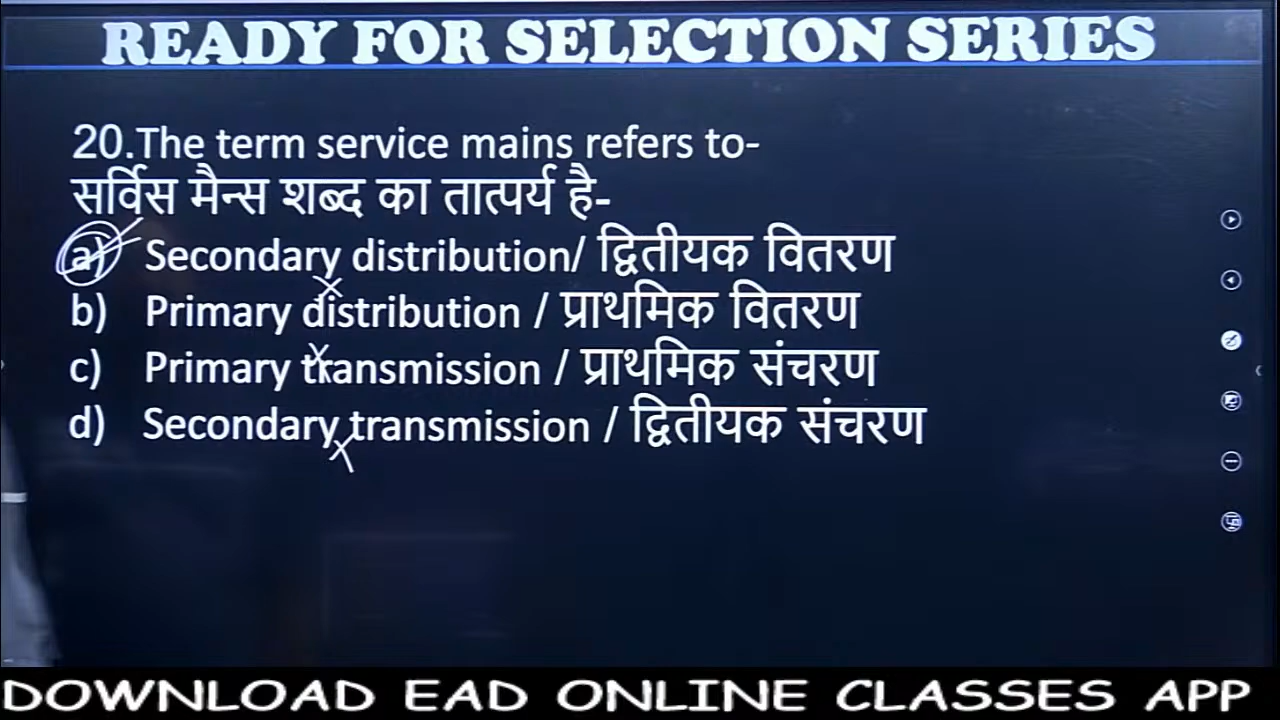 READY FOR SELECTION SERIES
20.The term service mains refers to-
सर्विस मैन्स शब्द का तात्पर्य है-
a) Secondary distribution/ द्वितीयक वितरण
b) Primary distribution / प्राथमिक वितरण
c) Primary transmission / प्राथमिक संचरण
d) Secondary transmission / द्वितीयक संचरण
DOWNLOAD EAD ONLINE CLASSES APP